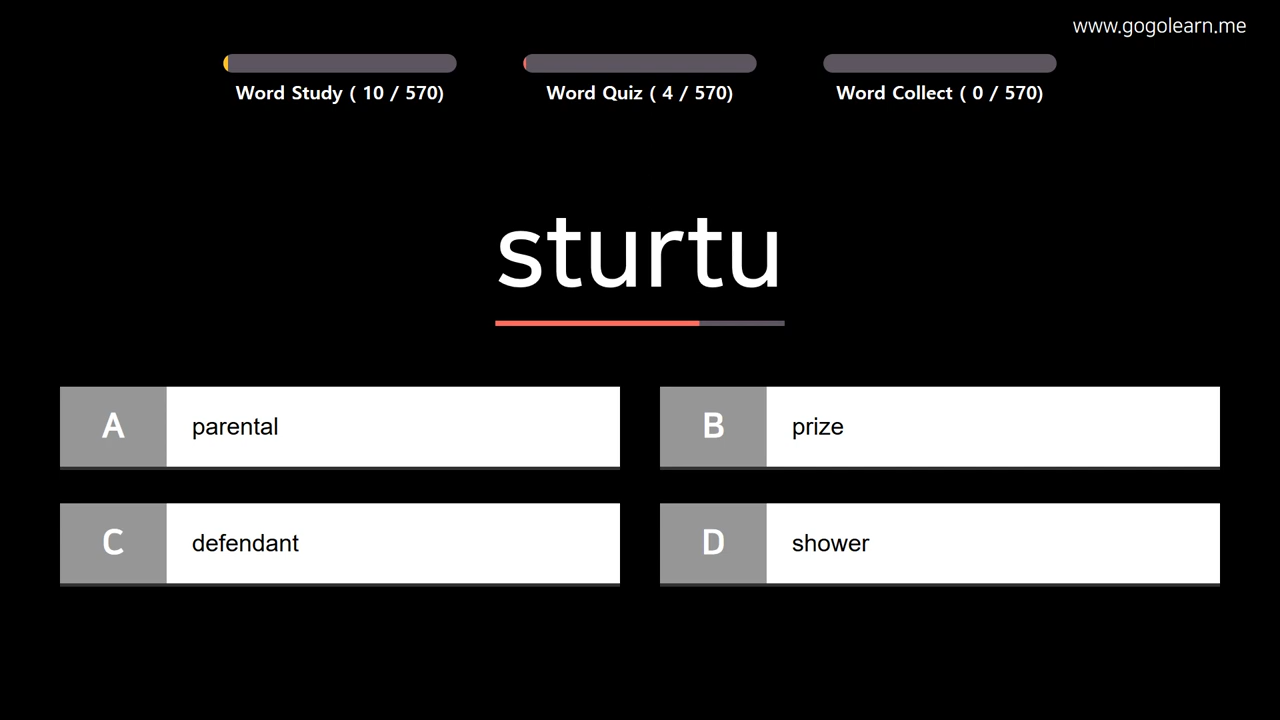 www.gogolearn.me
Word Study ( 10 / 570)
Word Quiz ( 4 / 570)
Word Collect ( 0 / 570)
sturtu
A parental
B prize
C defendant
D shower